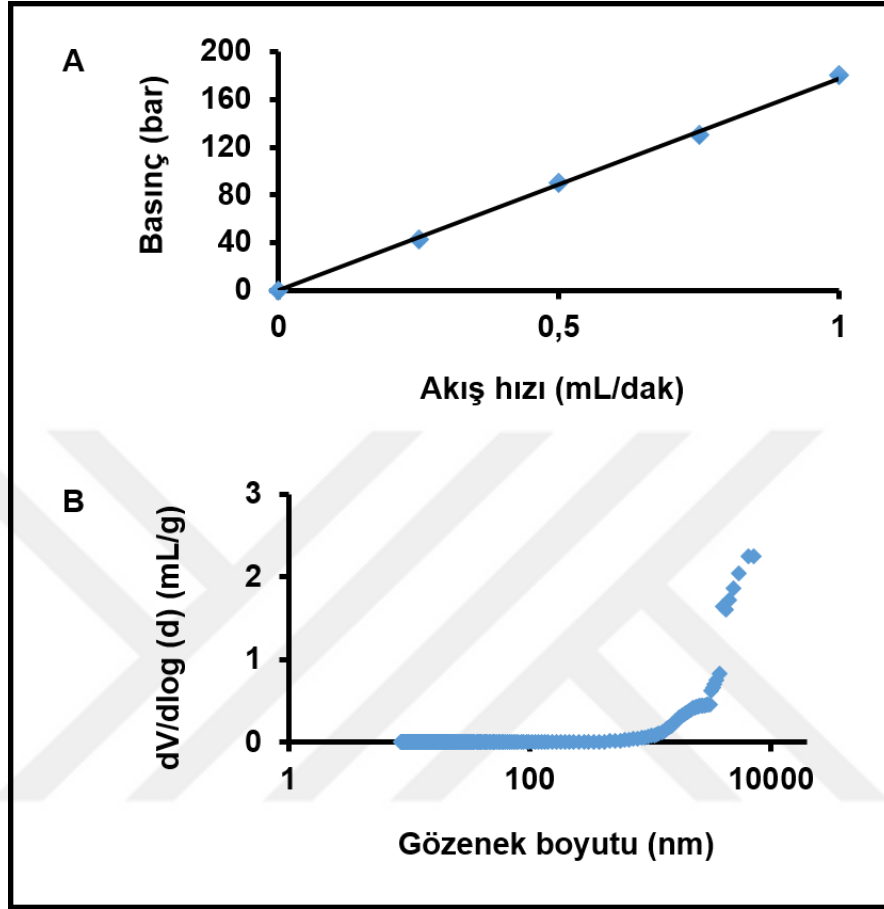 A
200
160
120
80
40
0
Basınç (bar)
0
0,5
1
Akış hızı (mL/dak)
B
3
2
1
0
dV/dlog (d) (mL/g)
1
100
10000
Gözenek boyutu (nm)